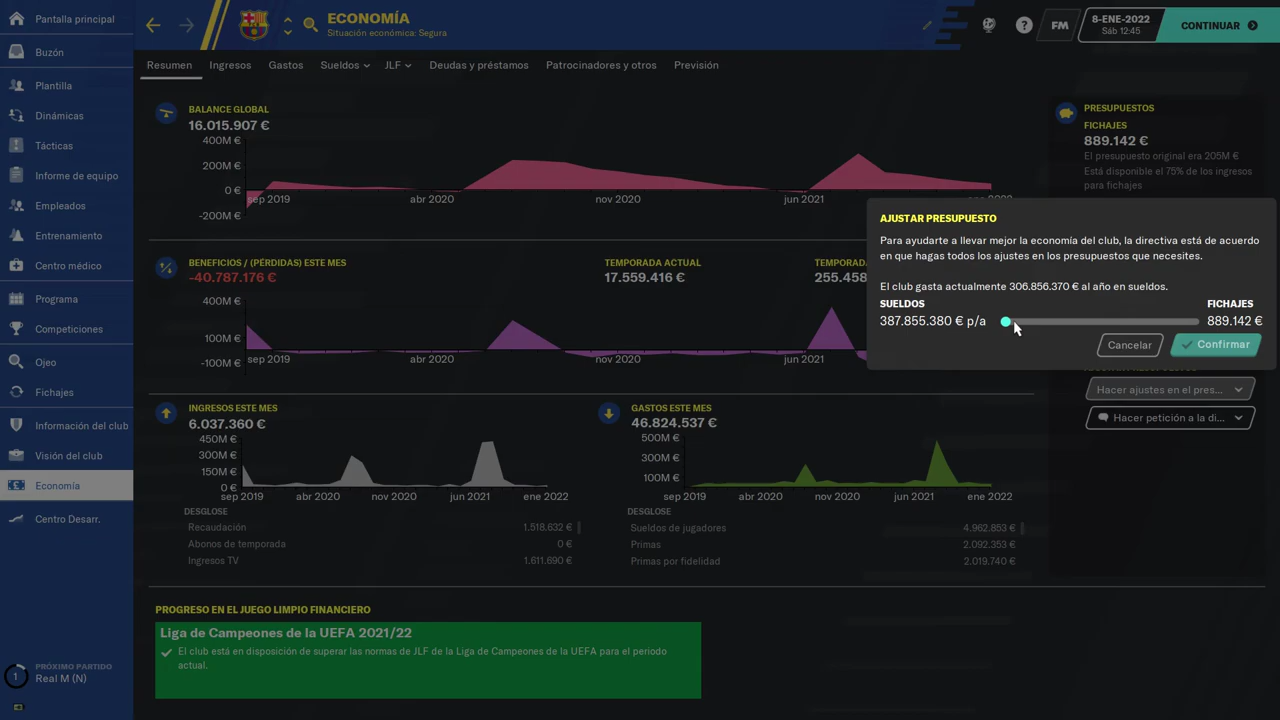 Pantalla principal
Buzón
Plantilla
Dinámicas
Tácticas
Informe de equipo
Empleados
Entrenamiento
Centro médico
Programa
Competiciones
Ojeo
Fichajes
Información del club
Visión del club
Economía
Centro Desarr.
PRÓXIMO PARTIDO
1
Real M (N)
ECONOMÍA
Situación económica: Segura
?
FM
8-ENE-2022
Sáb 12:45
CONTINUAR
Resumen
Ingresos
Gastos
Sueldos
JLF
Deudas y préstamos
Patrocinadores y otros
Previsión
BALANCE GLOBAL
16.015.907 €
400M €
200M €
0 €
-200M €
sep 2019
abr 2020
nov 2020
jun 2021
BENEFICIOS / (PÉRDIDAS) ESTE MES
-40.787.176 €
TEMPORADA ACTUAL
17.559.416 €
TEMPORADA
255.458
400M €
100M €
-100M €
sep 2019
abr 2020
nov 2020
jun 2021
INGRESOS ESTE MES
6.037.360 €
450M €
300M €
150M €
0 €
sep 2019
abr 2020
nov 2020
jun 2021
ene 2022
DESGLOSE
Recaudación 1.518.632 €
Abonos de temporada 0 €
Ingresos TV 1.611.690 €
GASTOS ESTE MES
46.824.537 €
500M €
300M €
100M €
sep 2019
abr 2020
nov 2020
jun 2021
ene 2022
DESGLOSE
Sueldos de jugadores 4.962.853 €
Primas 2.092.353 €
Primas por fidelidad 2.019.740 €
PROGRESO EN EL JUEGO LIMPIO FINANCIERO
Liga de Campeones de la UEFA 2021/22
El club está en disposición de superar las normas de JLF de la Liga de Campeones de la UEFA para el periodo
actual.
PRESUPUESTOS
FICHAJES
889.142 €
El presupuesto original era 205M €
Está disponible el 75% de los ingresos
para fichajes
AJUSTAR PRESUPUESTO
Para ayudarte a llevar mejor la economía del club, la directiva está de acuerdo
en que hagas todos los ajustes en los presupuestos que necesites.
El club gasta actualmente 306.856.370 € al año en sueldos.
SUELDOS
FICHAJES
387.855.380 € p/a
889.142 €
Cancelar
Confirmar
Hacer ajustes en el pres...
Hacer petición a la di...